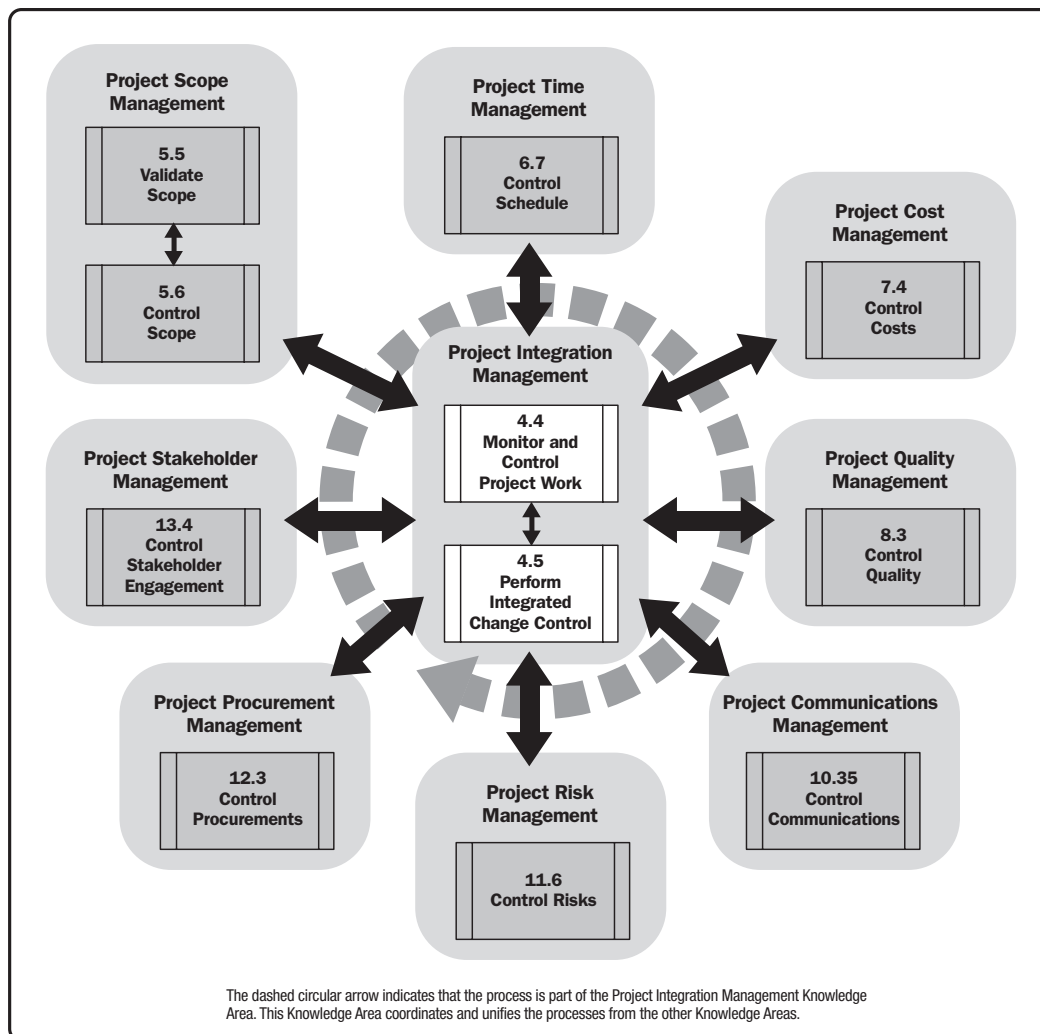 Project Scope
Management
5.5
Validate
Scope
5.6
Control
Scope
Project Time
Management
6.7
Control
Schedule
Project Cost
Management
7.4
Control
Costs
Project Integration
Management
4.4
Monitor and
Control
Project Work
4.5
Perform
Integrated
Change Control
Project Stakeholder
Management
13.4
Control
Stakeholder
Engagement
Project Quality
Management
8.3
Control
Quality
Project Procurement
Management
12.3
Control
Procurements
Project Risk
Management
11.6
Control Risks
Project Communications
Management
10.35
Control
Communications
The dashed circular arrow indicates that the process is part of the Project Integration Management Knowledge
Area. This Knowledge Area coordinates and unifies the processes from the other Knowledge Areas.